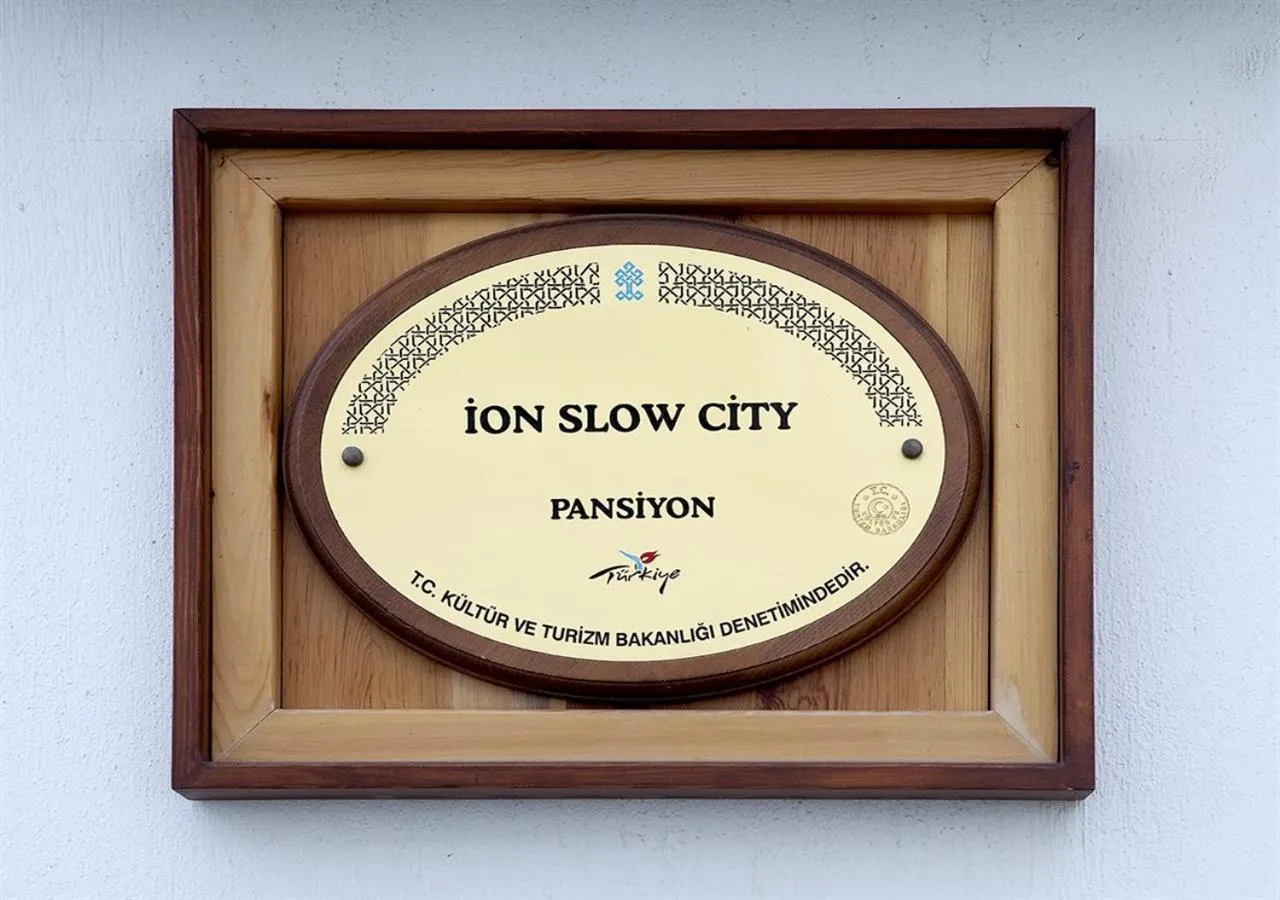 İON SLOW CİTY
PANSİYON
T.C.
Türkiye
T.C. KÜLTÜR VE TURİZM BAKANLIĞI DENETİMİNDEDİR.